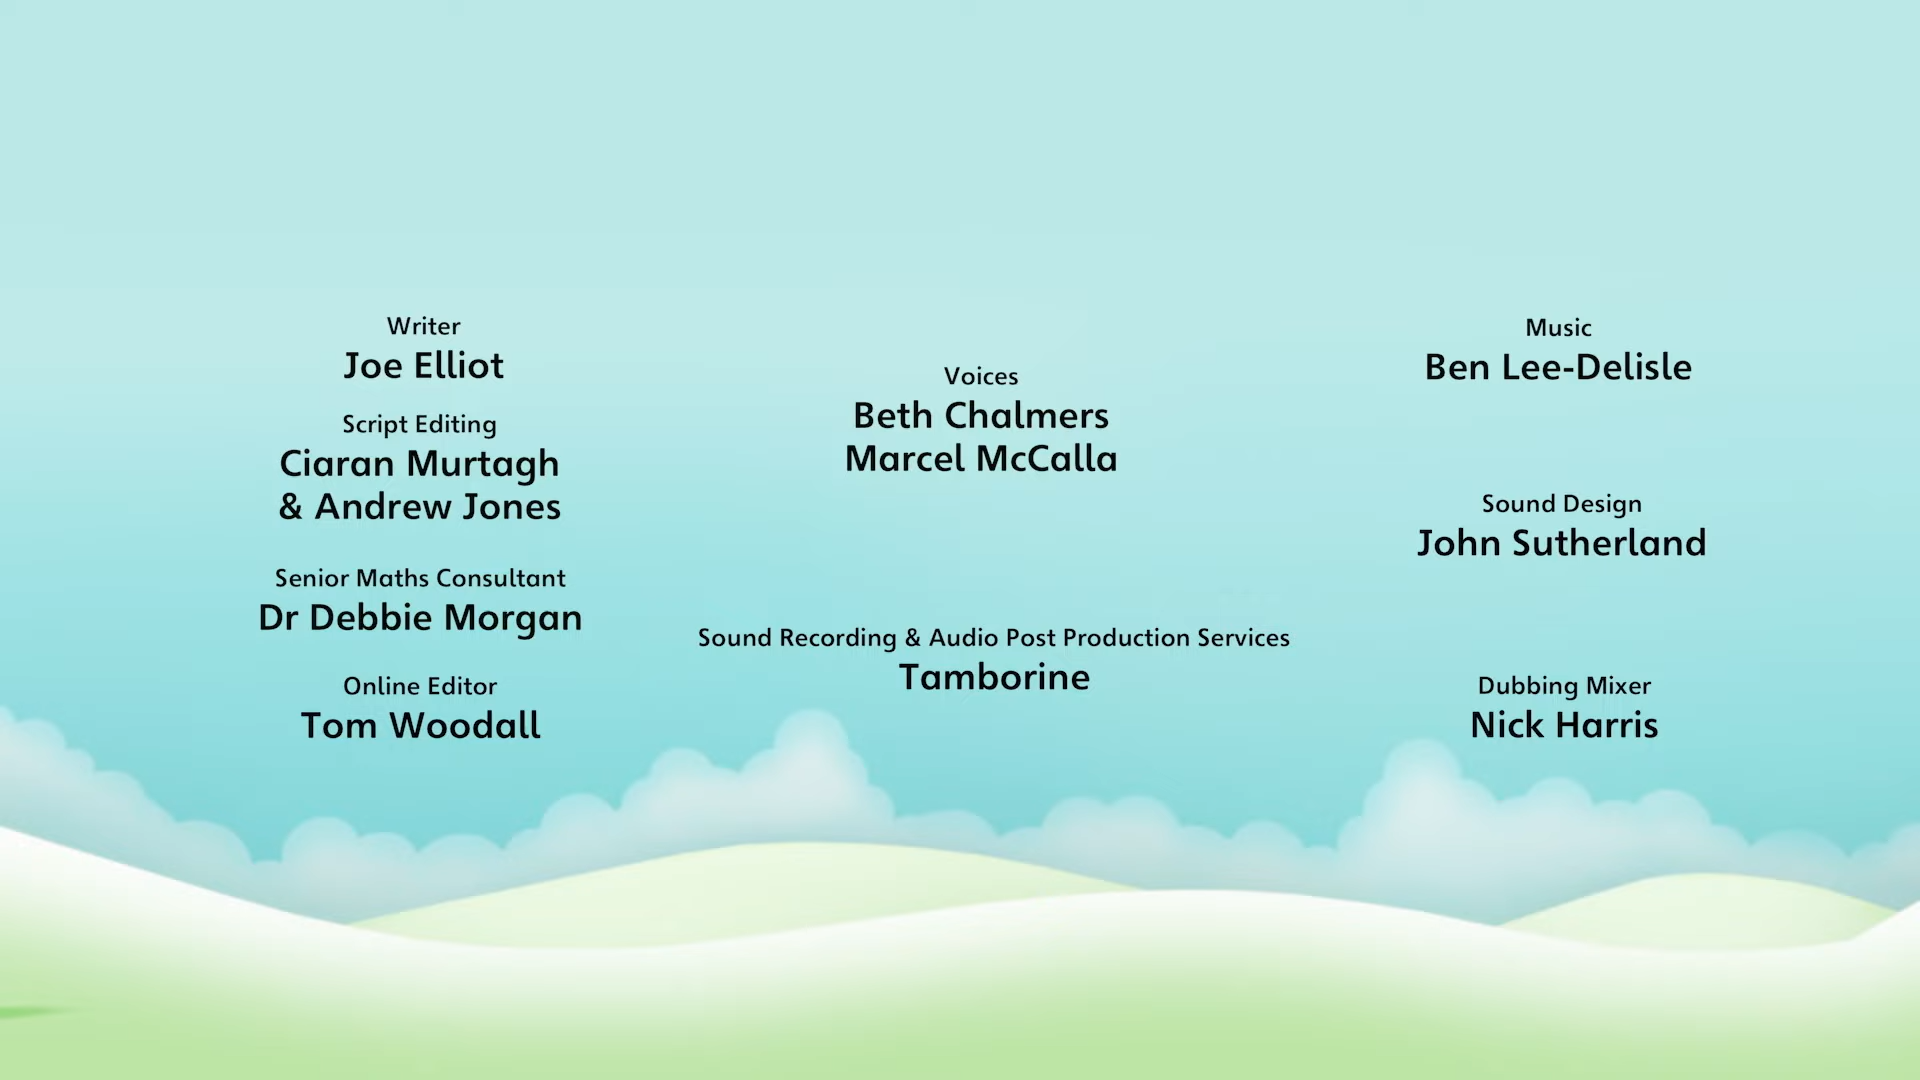 Writer
Joe Elliot
Script Editing
Ciaran Murtagh
& Andrew Jones
Senior Maths Consultant
Dr Debbie Morgan
Online Editor
Tom Woodall
Voices
Beth Chalmers
Marcel McCalla
Sound Recording & Audio Post Production Services
Tamborine
Music
Ben Lee-Delisle
Sound Design
John Sutherland
Dubbing Mixer
Nick Harris